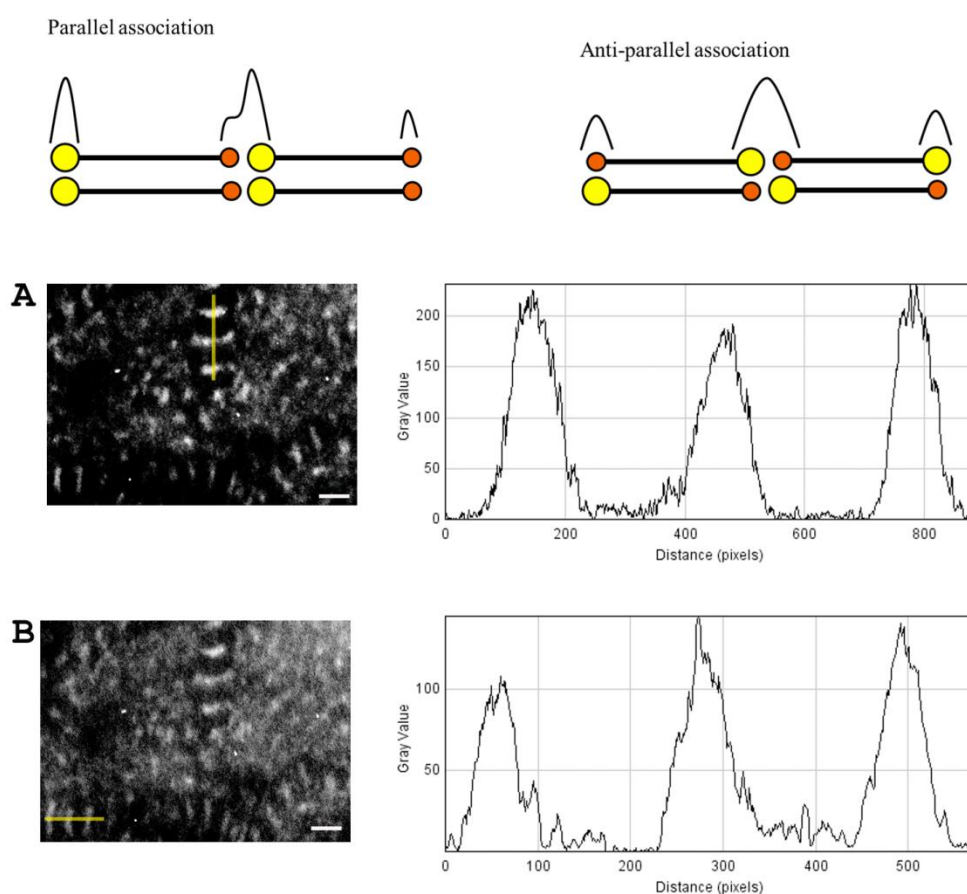 Parallel association
Anti-parallel association
A
200
150
100
50
0
Gray Value
0 200 400 600 800
Distance (pixels)
B
100
50
Gray Value
0 100 200 300 400 500
Distance (pixels)